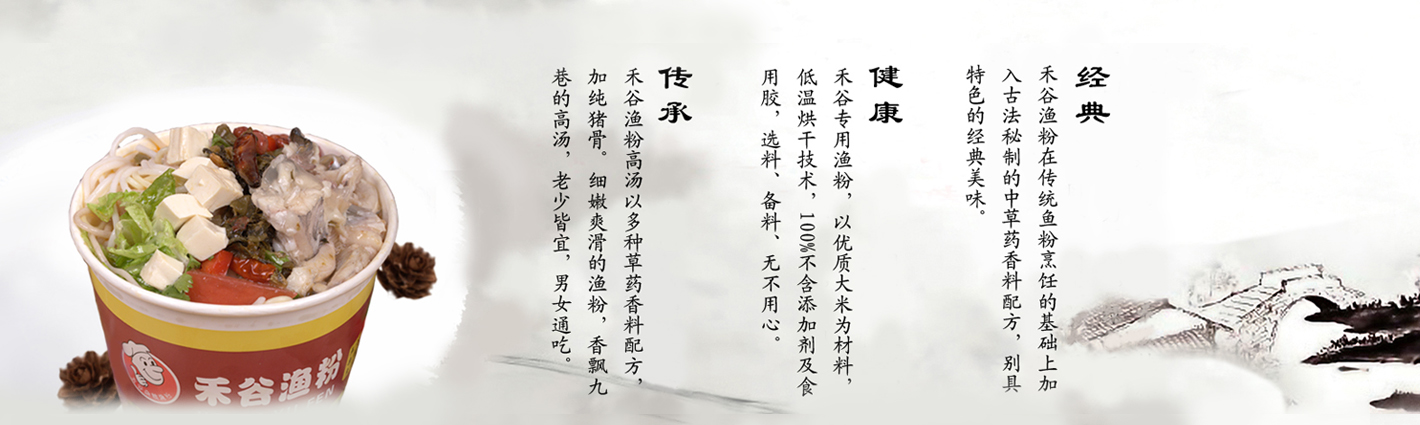 经典
禾谷渔粉在传统鱼粉烹饪的基础上加
入古法秘制的中草药香料配方，别具
特色的经典美味。
健康
禾谷专用渔粉，以优质大米为材料，
低温烘干技术，100%不含添加剂及食
用胶，选料、备料、无不用心。
传承
禾谷渔粉高汤以多种草药香料配方，
加纯猪骨。细嫩爽滑的渔粉，香飘九
巷的高汤，老少皆宜，男女通吃。
禾谷渔粉